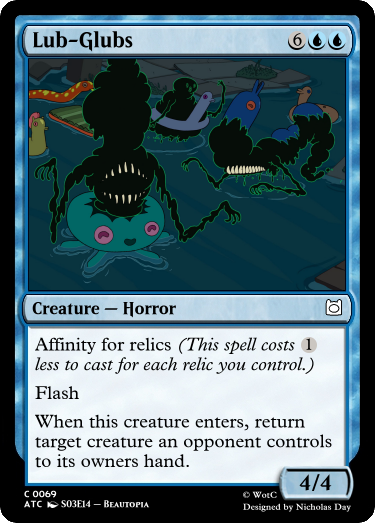 Lub-Glubs 6
Creature — Horror
Affinity for relics (This spell costs 1
less to cast for each relic you control.)
Flash
When this creature enters, return
target creature an opponent controls
to its owners hand.
4/4
C 0069
ATC S03E14 — Beautopia
© WotC
Designed by Nicholas Day